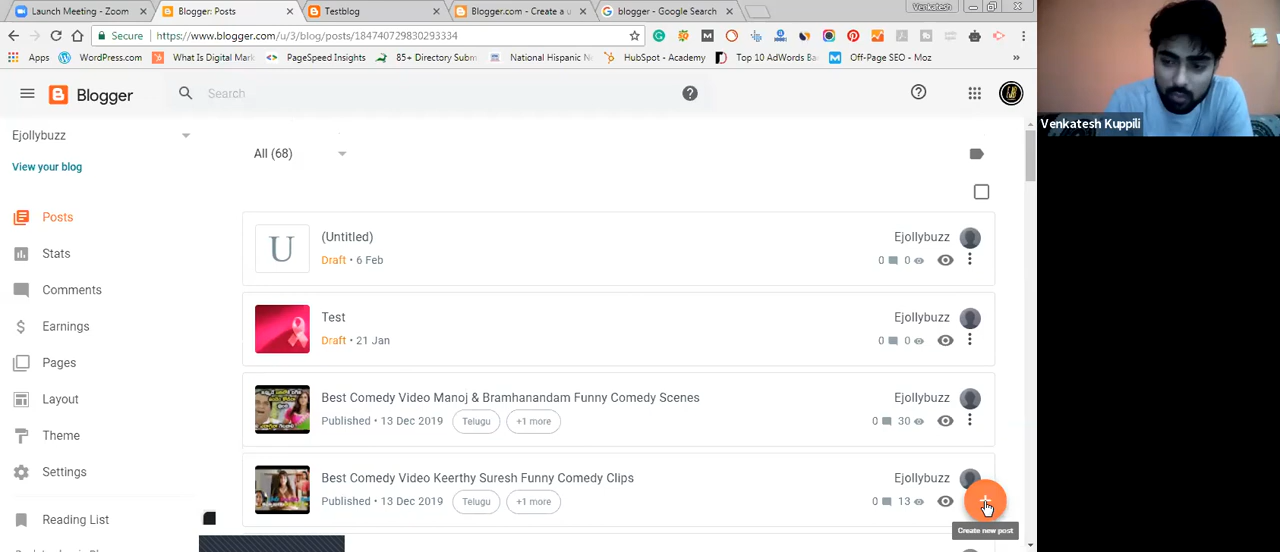 Launch Meeting - Zoom
Blogger: Posts
Testblog
Blogger.com - Create a u
blogger - Google Search
Venkatesh
Secure
https://www.blogger.com/u/3/blog/posts/184740729830293334
Apps
WordPress.com
What Is Digital Mark
PageSpeed Insights
85+ Directory Subm
National Hispanic Ne
HubSpot - Academy
Top 10 AdWords Ba
Off-Page SEO - Moz
Blogger
Search
Venkatesh Kuppili
Ejollybuzz
All (68)
View your blog
Posts
Stats
Comments
Earnings
Pages
Layout
Theme
Settings
Reading List
U
(Untitled)
Draft • 6 Feb
Ejollybuzz
0 0
Test
Draft • 21 Jan
Ejollybuzz
0 0
Best Comedy Video Manoj & Bramhanandam Funny Comedy Scenes
Published • 13 Dec 2019
Telugu
+1 more
Ejollybuzz
0 30
Best Comedy Video Keerthy Suresh Funny Comedy Clips
Published • 13 Dec 2019
Telugu
+1 more
Ejollybuzz
0 13
Create new post